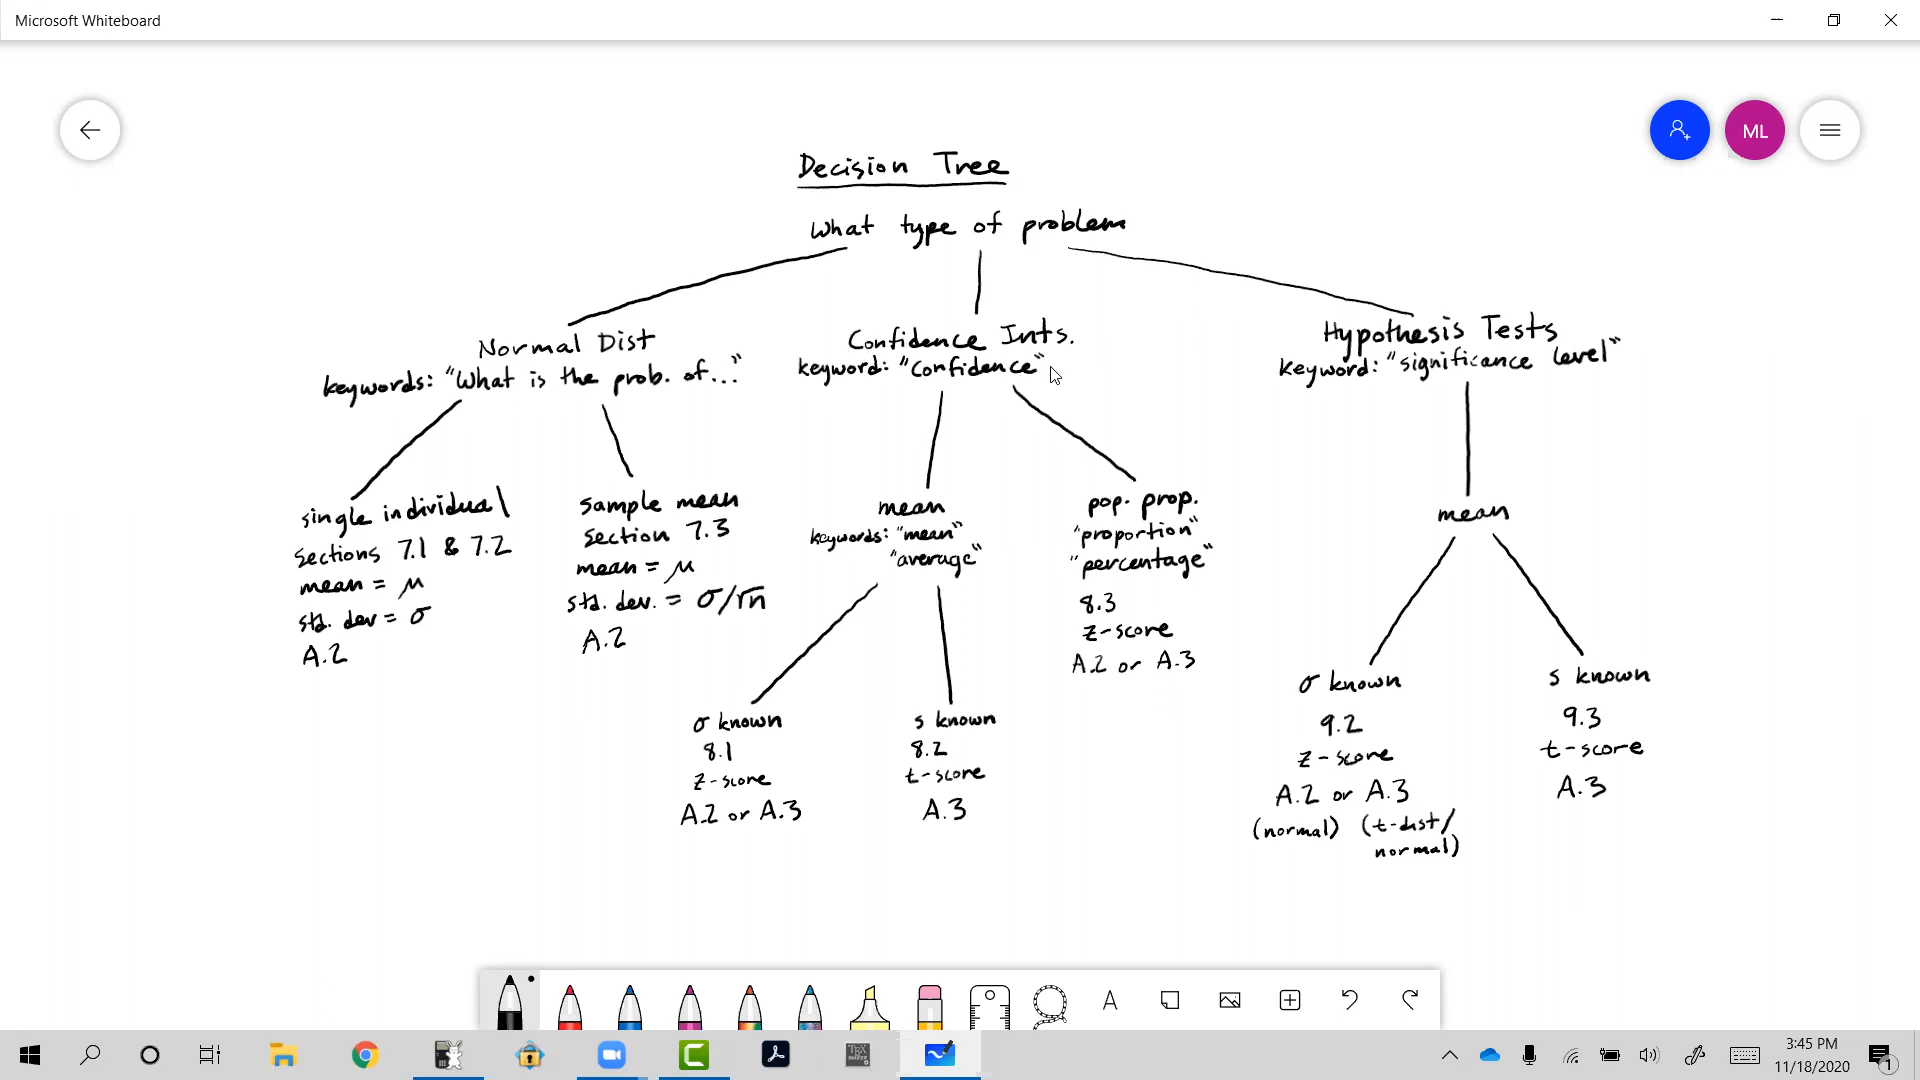 Microsoft Whiteboard
ML
Decision Tree
What type of problem
Normal Dist
keywords: "What is the prob. of..."
single individual
sections 7.1 & 7.2
mean = μ
std. dev = σ
A.2
sample mean
section 7.3
mean = μ
std. dev. = σ/√n
A.2
Confidence Ints.
keyword: "Confidence"
mean
keywords: "mean"
"average"
σ known
8.1
z-score
A.2 or A.3
s known
8.2
t-score
A.3
pop. prop.
"proportion"
"percentage"
8.3
z-score
A.2 or A.3
Hypothesis Tests
keyword: "significance level"
mean
σ known
9.2
z-score
A.2 or A.3
(normal) (t-dist/
normal)
s known
9.3
t-score
A.3
A
3:45 PM
11/18/2020
1